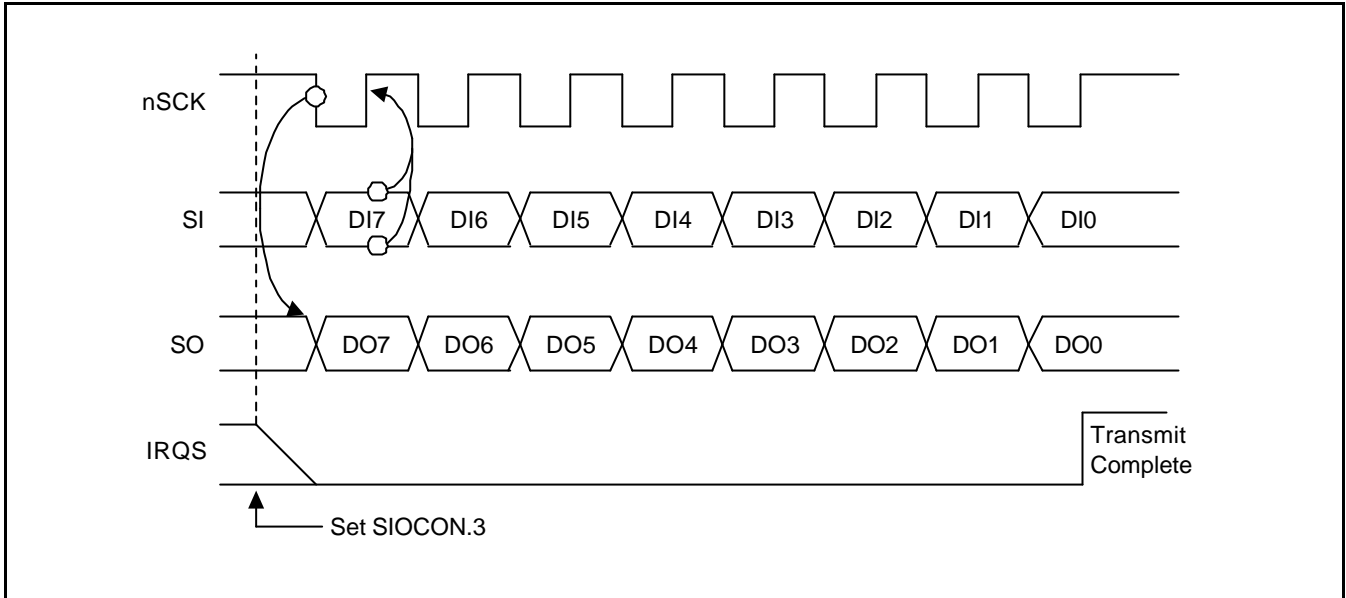 nSCK
SI
DI7 DI6 DI5 DI4 DI3 DI2 DI1 DI0
SO
DO7 DO6 DO5 DO4 DO3 DO2 DO1 DO0
IRQS
Transmit
Complete
Set SIOCON.3